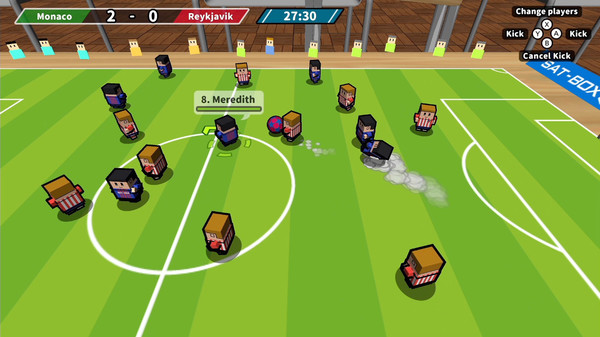 Monaco 2 - 0 Reykjavik 27:30
Change players
X
Kick Y A Kick
B
Cancel Kick
SAT-BOX
8. Meredith